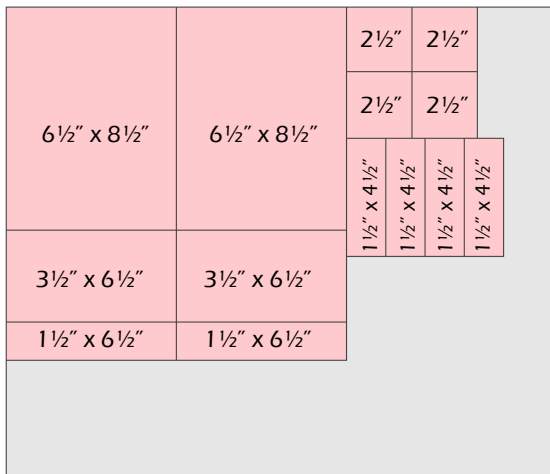 2½” 2½”
2½” 2½”
6½” x 8½” 6½” x 8½”
1½” x 4½” 1½” x 4½” 1½” x 4½” 1½” x 4½”
3½” x 6½” 3½” x 6½”
1½” x 6½” 1½” x 6½”